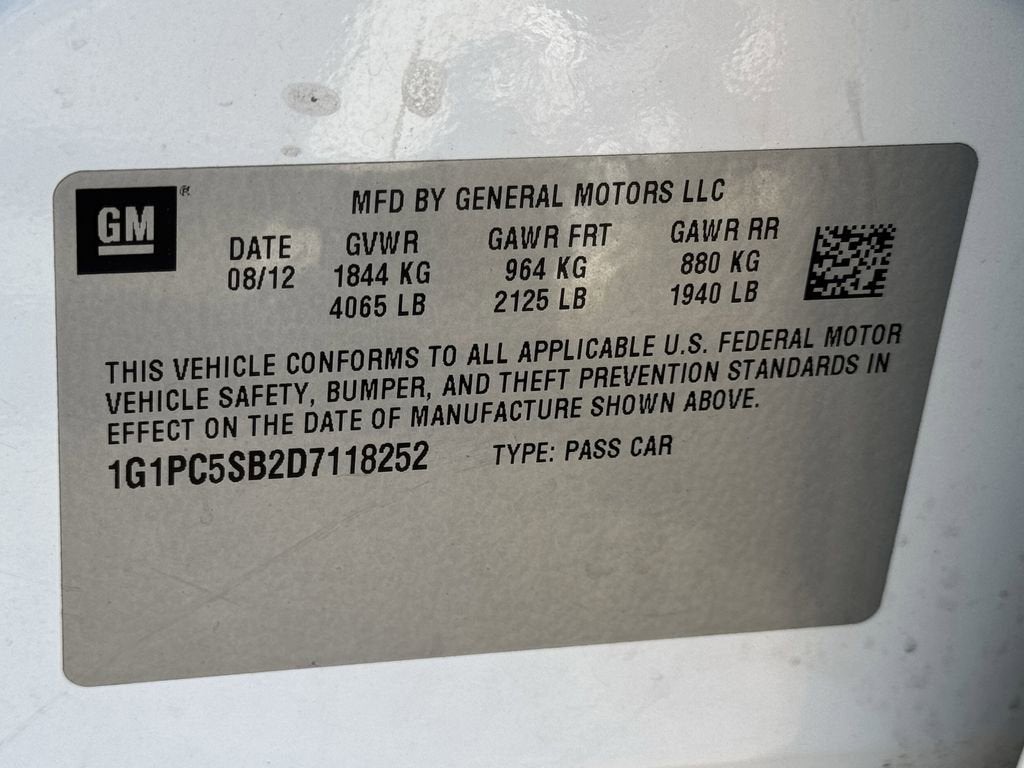 GM ®
MFD BY GENERAL MOTORS LLC
DATE GVWR GAWR FRT GAWR RR
08/12 1844 KG 964 KG 880 KG
4065 LB 2125 LB 1940 LB
THIS VEHICLE CONFORMS TO ALL APPLICABLE U.S. FEDERAL MOTOR
VEHICLE SAFETY, BUMPER, AND THEFT PREVENTION STANDARDS IN
EFFECT ON THE DATE OF MANUFACTURE SHOWN ABOVE.
1G1PC5SB2D7118252 TYPE: PASS CAR